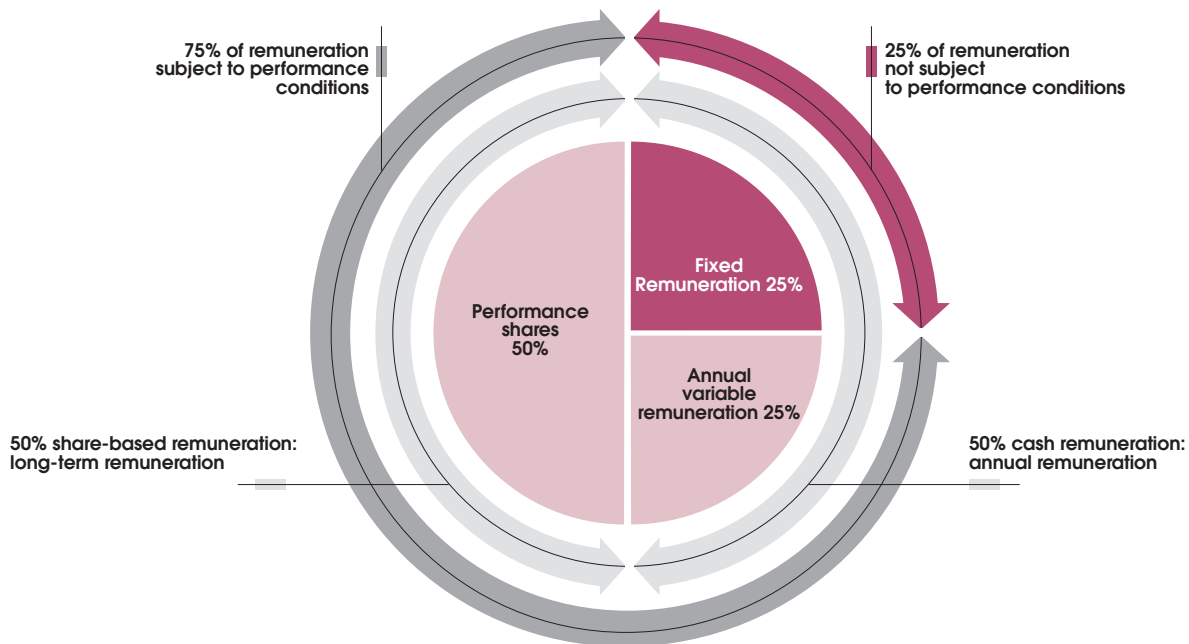 75% of remuneration
subject to performance
conditions
25% of remuneration
not subject
to performance conditions
Fixed
Remuneration 25%
Performance
shares
50%
Annual
variable
remuneration 25%
50% share-based remuneration:
long-term remuneration
50% cash remuneration:
annual remuneration